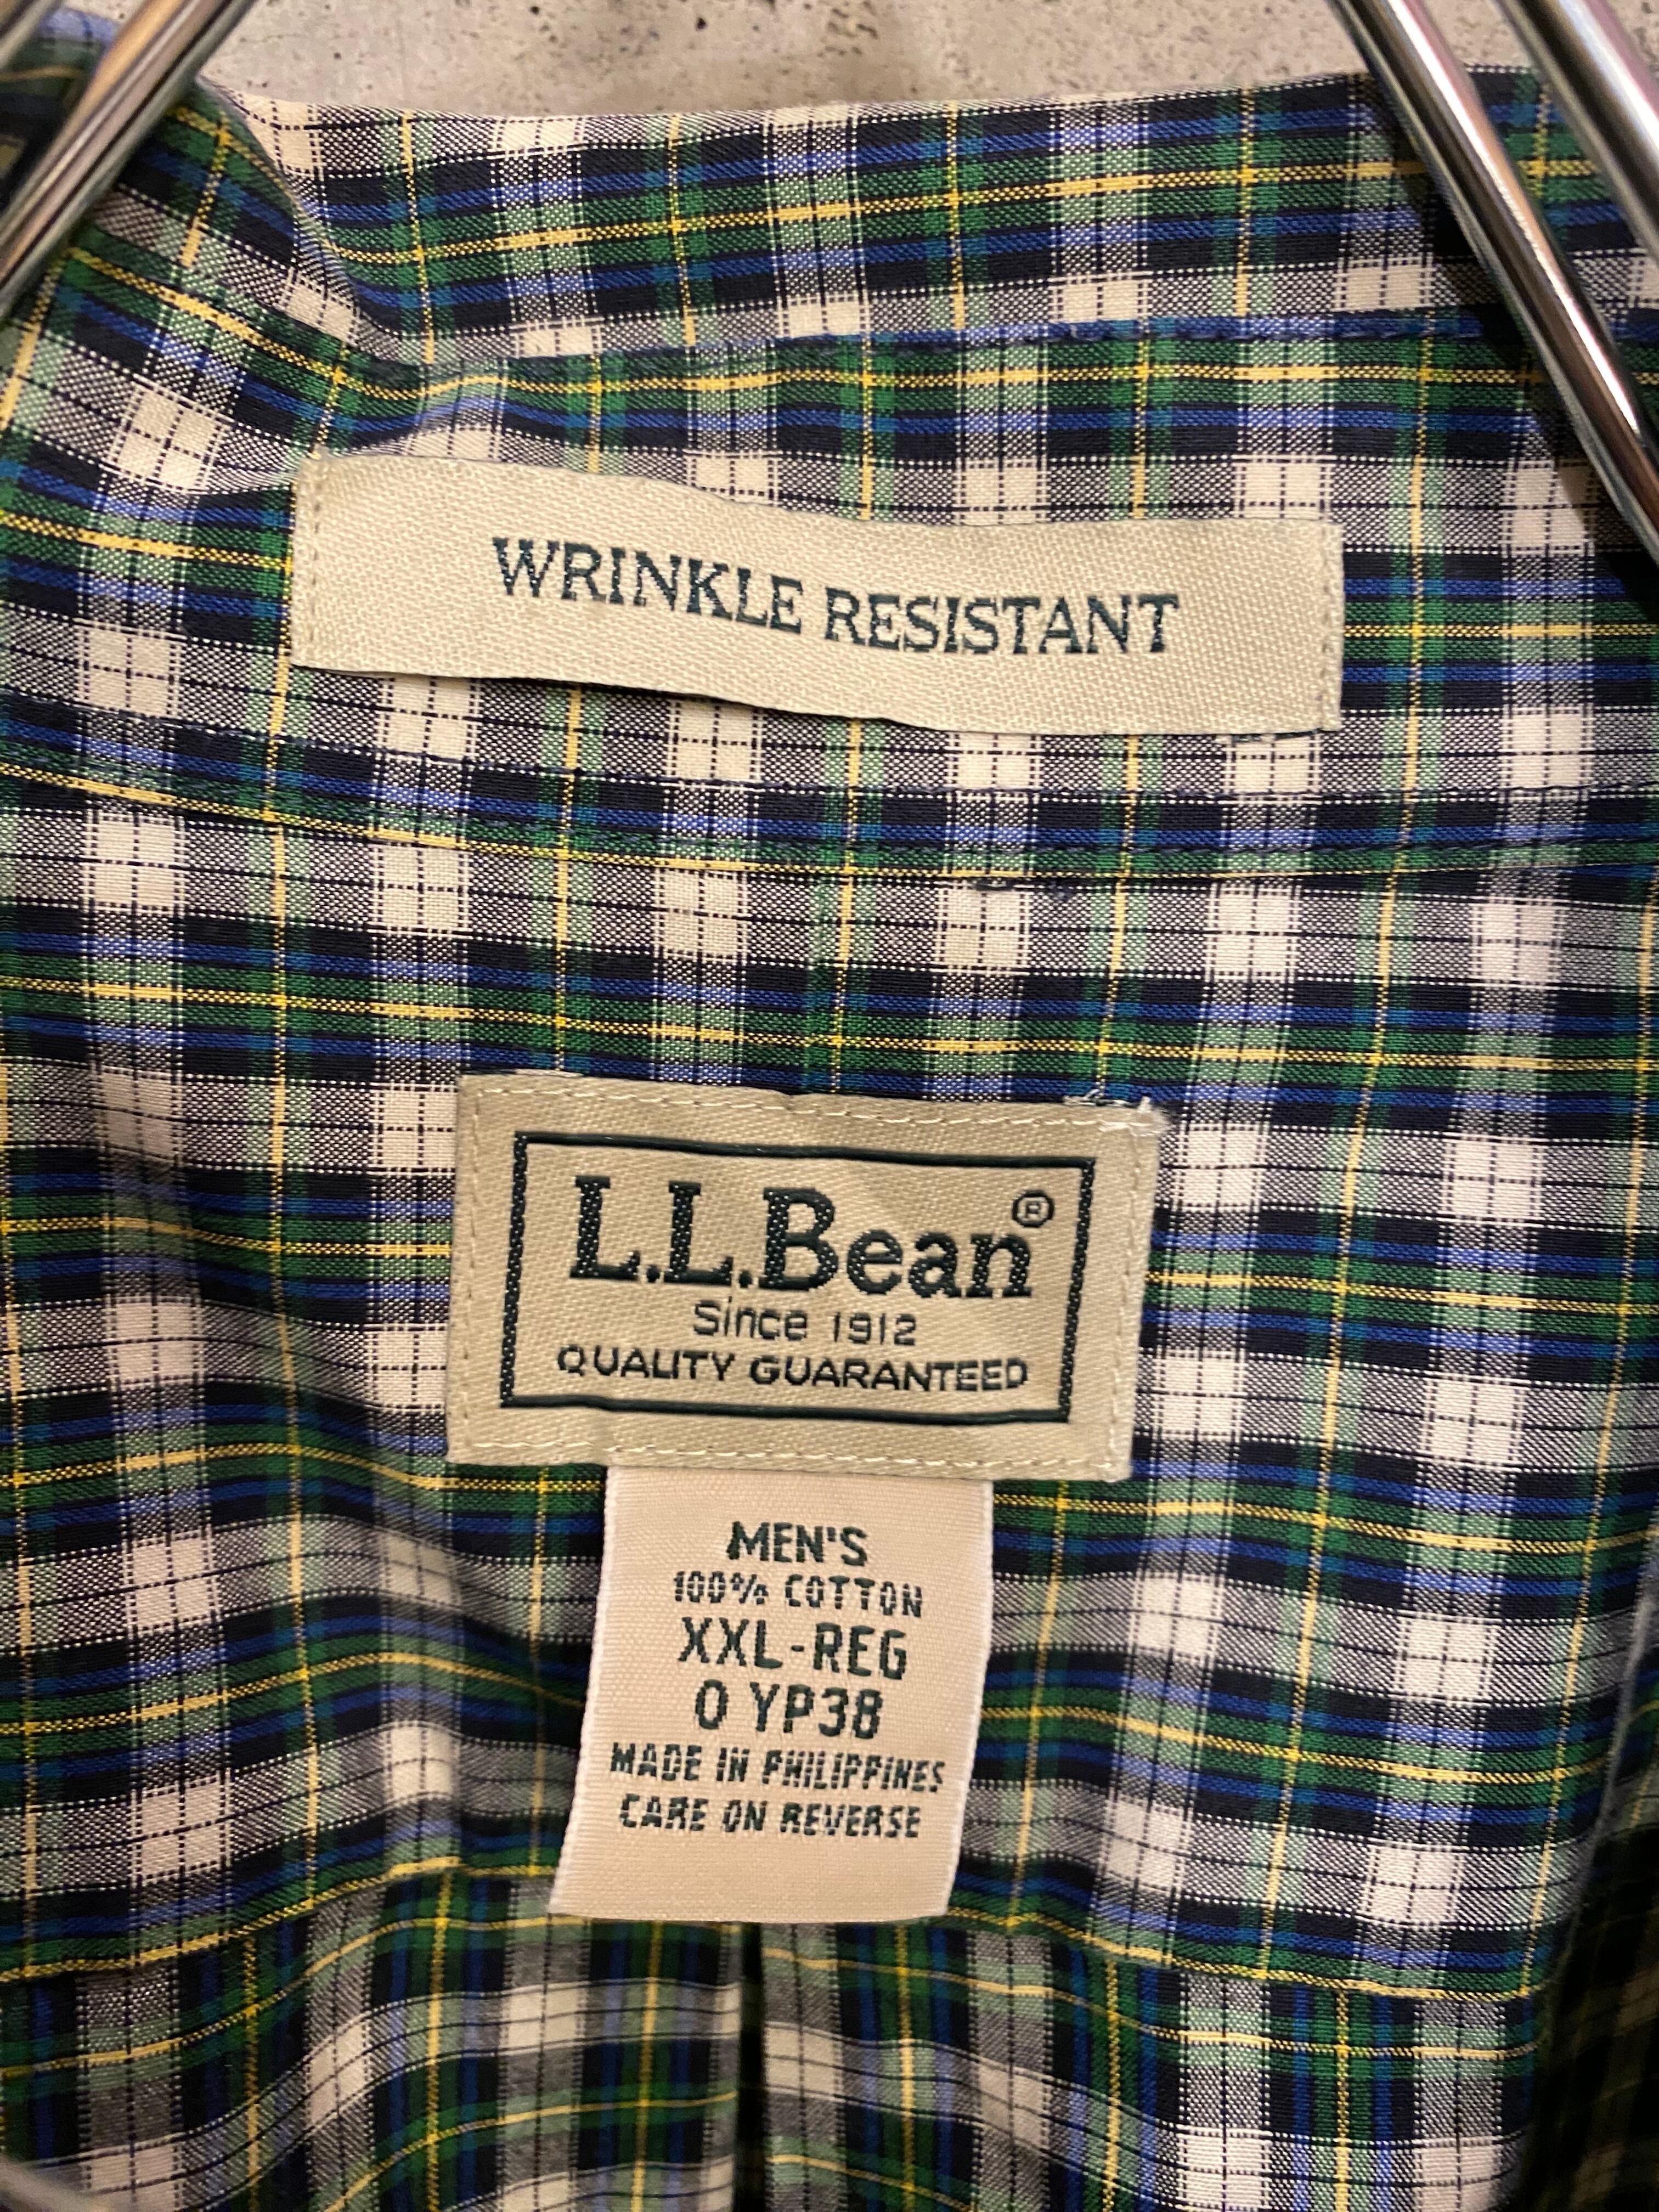 WRINKLE RESISTANT
L.L.Bean®
Since 1912
QUALITY GUARANTEED
MEN'S
100% COTTON
XXL-REG
0 YP38
MADE IN PHILIPPINES
CARE ON REVERSE